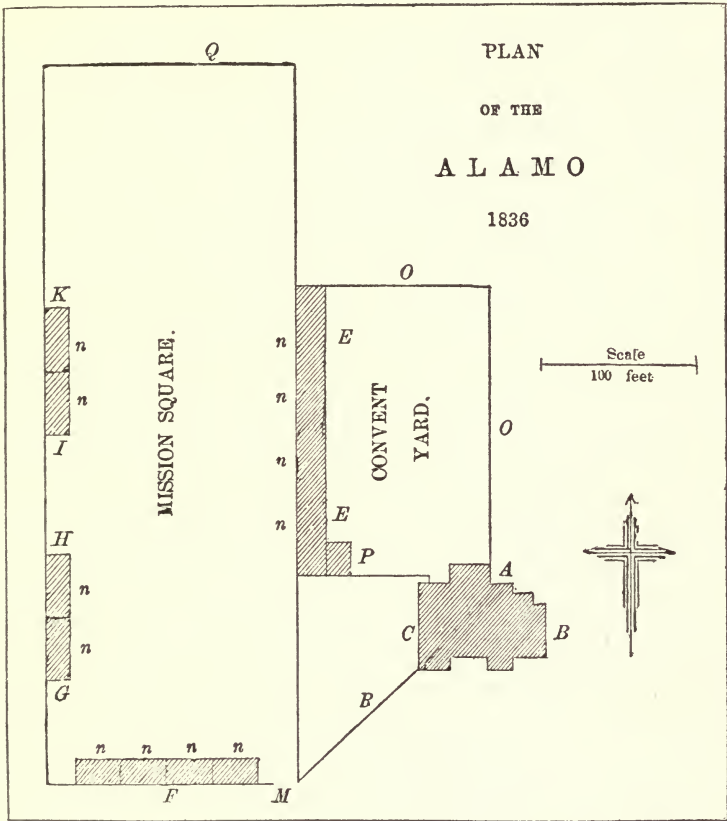 PLAN
OF THE
ALAMO
1836
Q
O
K
n
n
I
MISSION SQUARE.
n
n
n
n
E
CONVENT
YARD.
O
Scale
100 feet
E
P
H
n
n
G
A
C
B
B
n n n n
F
M